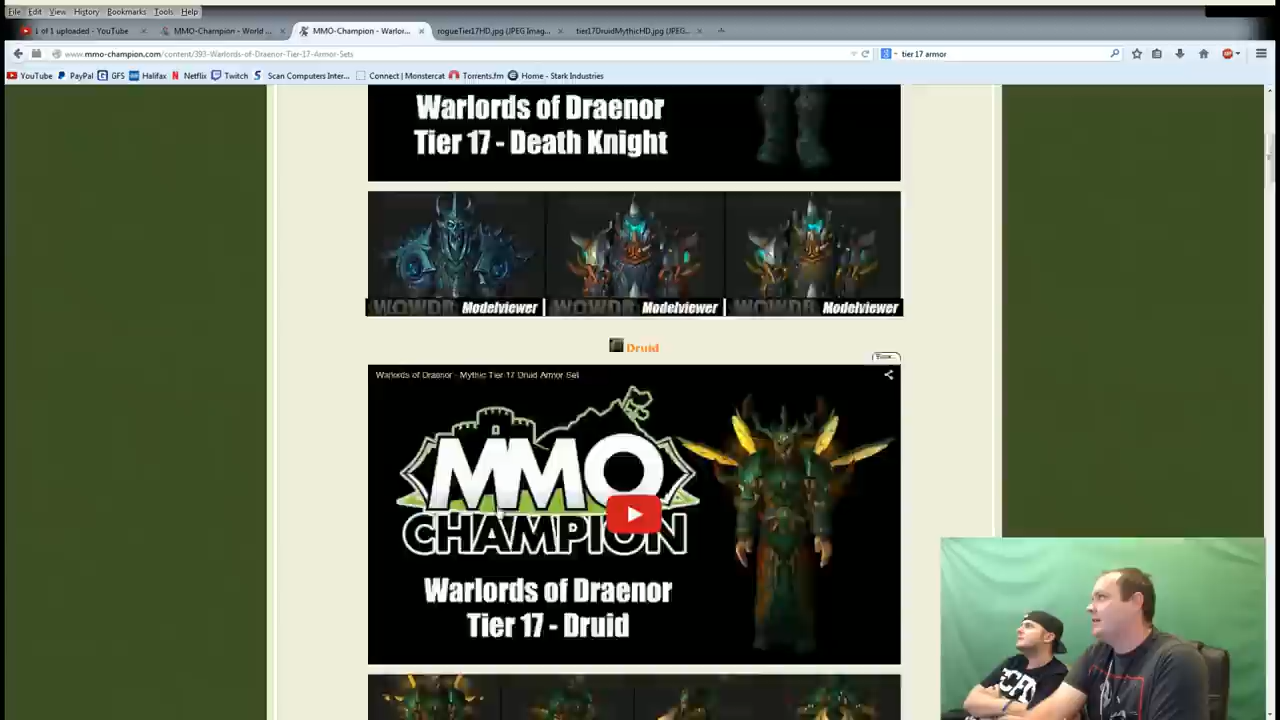 File Edit View History Bookmarks Tools Help
1 of 1 uploaded - YouTube
MMO-Champion - World ...
MMO-Champion - Warlor...
rogueTier17HD.jpg (JPEG Imag...
tier17DruidMythicHD.jpg (JPEG...
www.mmo-champion.com/content/393-Warlords-of-Draenor-Tier-17-Armor-Sets
tier 17 armor
YouTube PayPal GFS Halifax Netflix Twitch Scan Computers Inter... Connect | Monstercat Torrents.fm Home - Stark Industries
Warlords of Draenor
Tier 17 - Death Knight
WOWDB Modelviewer
WOWDB Modelviewer
WOWDB Modelviewer
Druid
Warlords of Draenor - Mythic Tier 17 Druid Armor Set
MMO
CHAMPION
Warlords of Draenor
Tier 17 - Druid